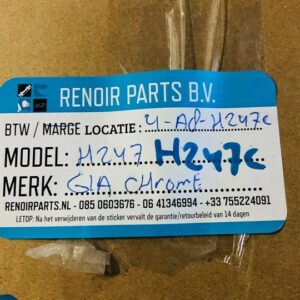 RENOIR PARTS B.V.
BTW / MARGE LOCATIE: 4-A8-H247c
MODEL: H247 H247c
MERK: GLA CHROME
RENOIRPARTS.NL - 085 0603676 - 06 41346994 - +33 755224091
LETOP: Na het verwijderen van de sticker vervalt de garantie/retourbeleid van 14 dagen